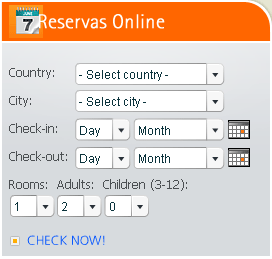 JUNE
7 Reservas Online
Country: - Select country -
City: - Select city -
Check-in: Day Month
Check-out: Day Month
Rooms: Adults: Children (3-12):
1 2 0
CHECK NOW!